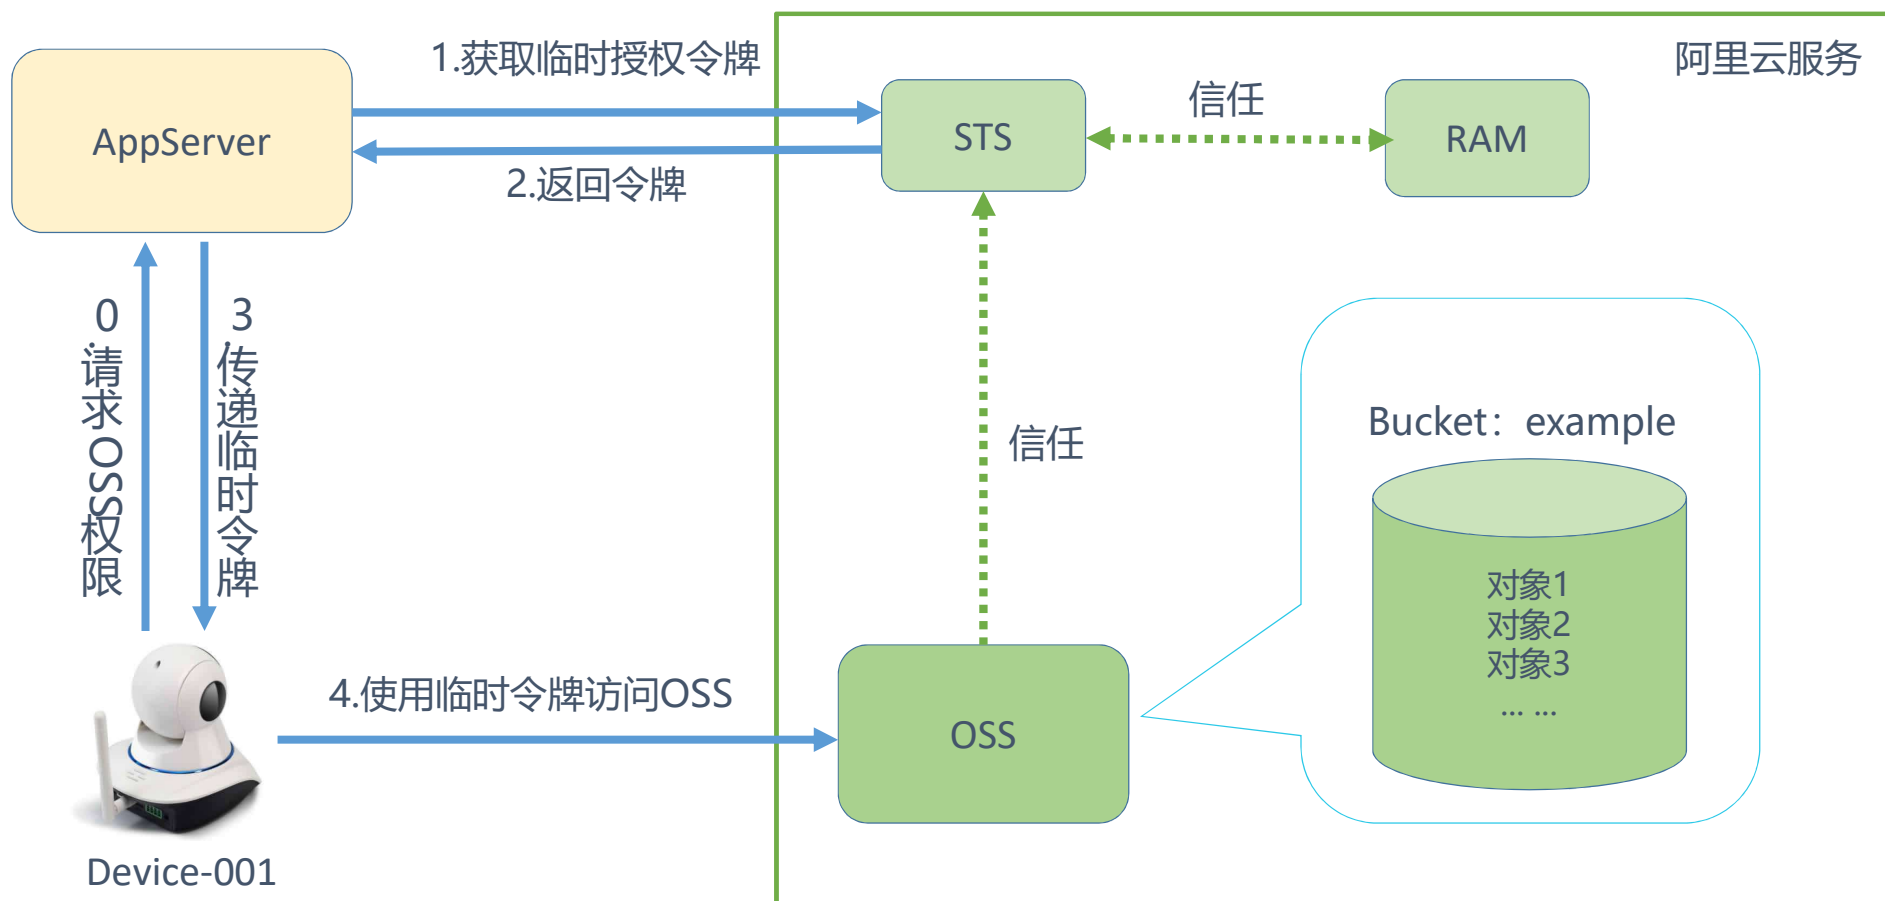 阿里云服务
1.获取临时授权令牌
AppServer
STS
信任
RAM
2.返回令牌
0.请求OSS权限
3.传递临时令牌
信任
Bucket：example
对象1
对象2
对象3
... ...
4.使用临时令牌访问OSS
OSS
Device-001